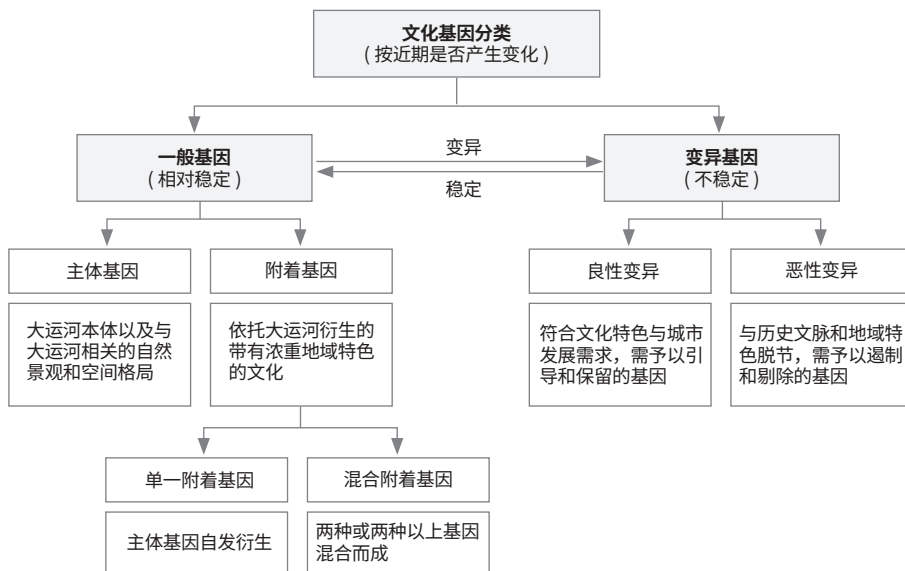 文化基因分类
（按近期是否产生变化）
一般基因
（相对稳定）
变异
稳定
变异基因
（不稳定）
主体基因
附着基因
良性变异
恶性变异
大运河本体以及与
大运河相关的自然
景观和空间格局
依托大运河衍生的
带有浓重地域特色
的文化
符合文化特色与城市
发展需求，需予以引
导和保留的基因
与历史文脉和地域特
色脱节，需予以遏制
和剔除的基因
单一附着基因
混合附着基因
主体基因自发衍生
两种或两种以上基因
混合而成